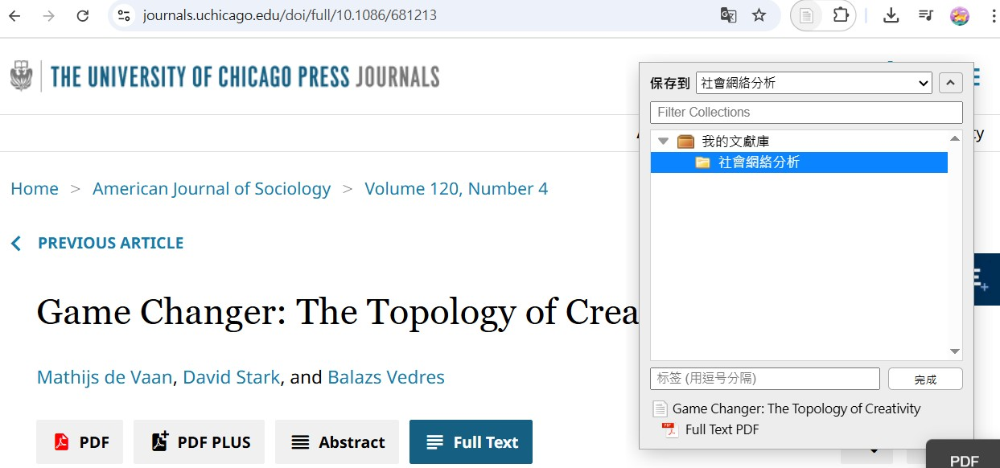 journals.uchicago.edu/doi/full/10.1086/681213
THE UNIVERSITY OF CHICAGO PRESS JOURNALS
保存到 社會網絡分析
Filter Collections
我的文獻庫
社會網絡分析
Home > American Journal of Sociology > Volume 120, Number 4
PREVIOUS ARTICLE
Game Changer: The Topology of Crea
Mathijs de Vaan, David Stark, and Balazs Vedres
标签 (用逗号分隔) 完成
Game Changer: The Topology of Creativity
Full Text PDF
PDF PDF PLUS Abstract Full Text
PDF